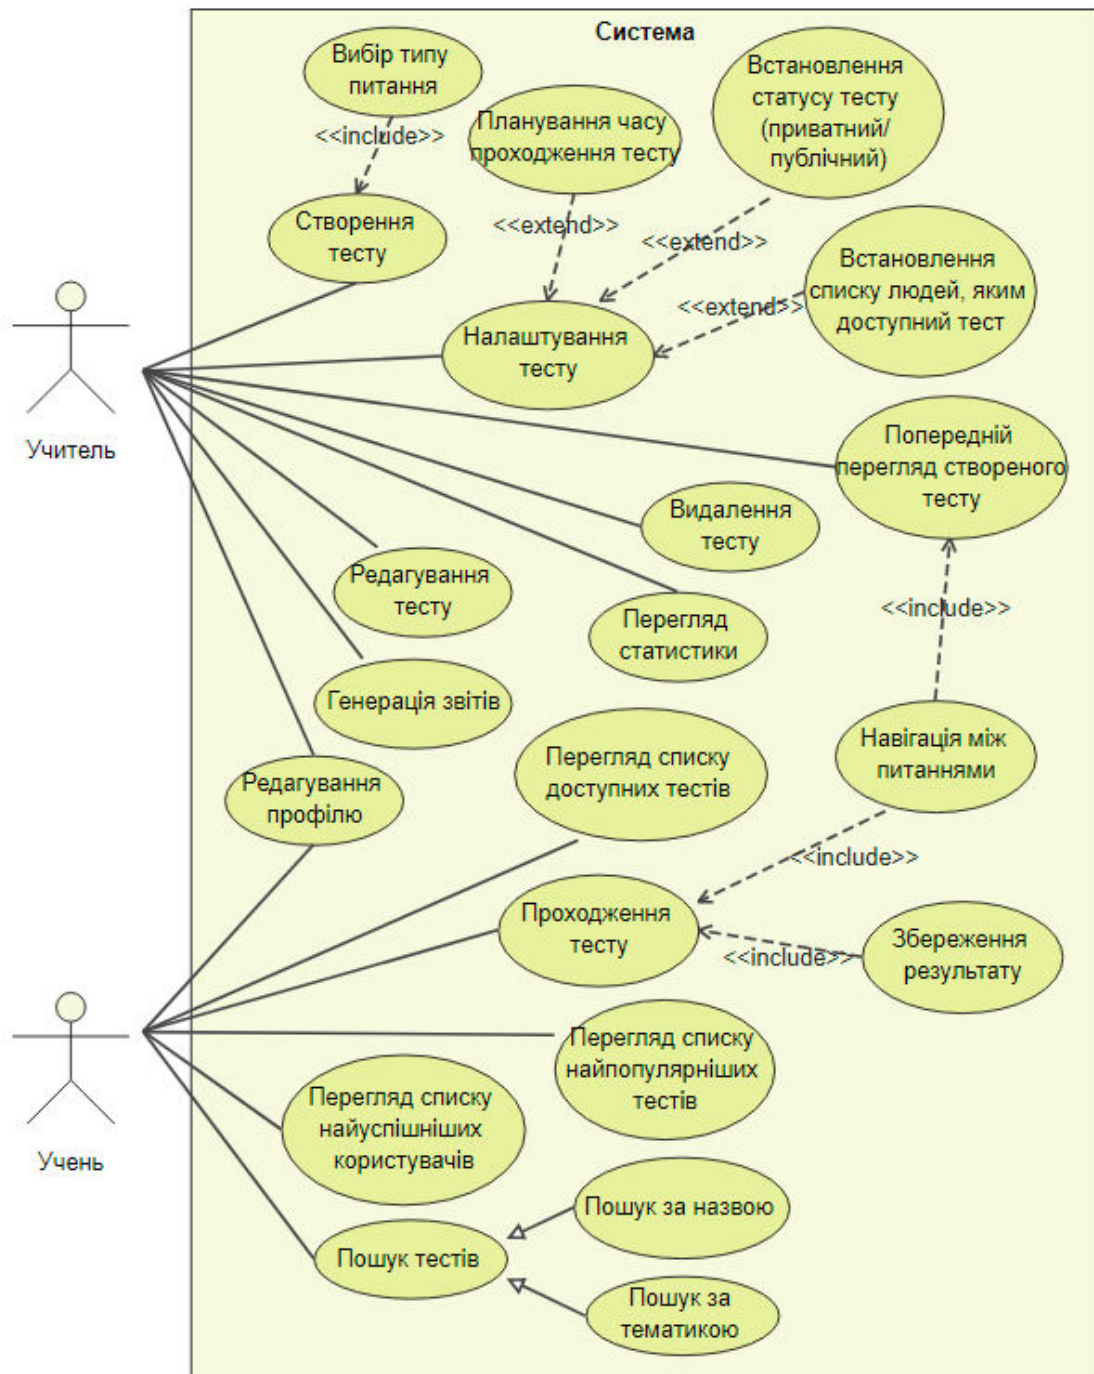 Система
Вибір типу
питання
<<include>>
Планування часу
проходження тесту
<<extend>>
Встановлення
статусу тесту
(приватний/
публічний)
<<extend>>
Створення
тесту
Встановлення
списку людей, яким
доступний тест
<<extend>>
Налаштування
тесту
Учитель
Попередній
перегляд створеного
тесту
Видалення
тесту
Редагування
тесту
<<include>>
Перегляд
статистики
Генерація звітів
Навігація між
питаннями
Перегляд списку
доступних тестів
Редагування
профілю
<<include>>
Проходження
тесту
<<include>>
Збереження
результату
Перегляд списку
найпопулярніших
тестів
Перегляд списку
найуспішніших
користувачів
Учень
Пошук за назвою
Пошук тестів
Пошук за
тематикою